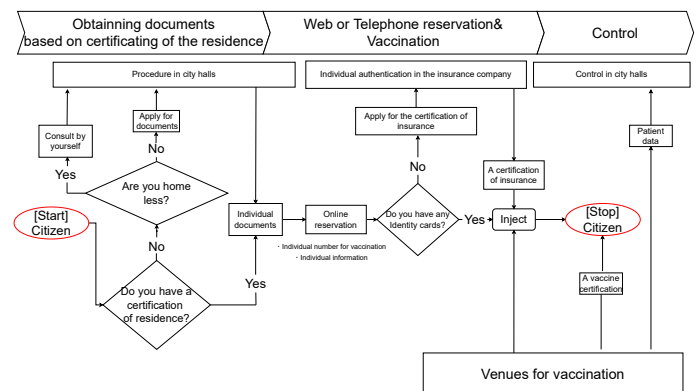 Obtainning documents
based on certificating of the residence
Web or Telephone reservation&
Vaccination
Control
Procedure in city halls
Individual authentication in the insurance company
Control in city halls
Consult by
yourself
Apply for
documents
Apply for the certification of
insurance
Patient
data
Yes
No
No
Are you home
less?
A certification
of insurance
[Start]
Citizen
Individual
documents
Online
reservation
Do you have any
Identity cards?
Yes
Inject
[Stop]
Citizen
・Individual number for vaccination
・Individual information
No
Do you have a
certification
of residence?
Yes
A vaccine
certification
Venues for vaccination